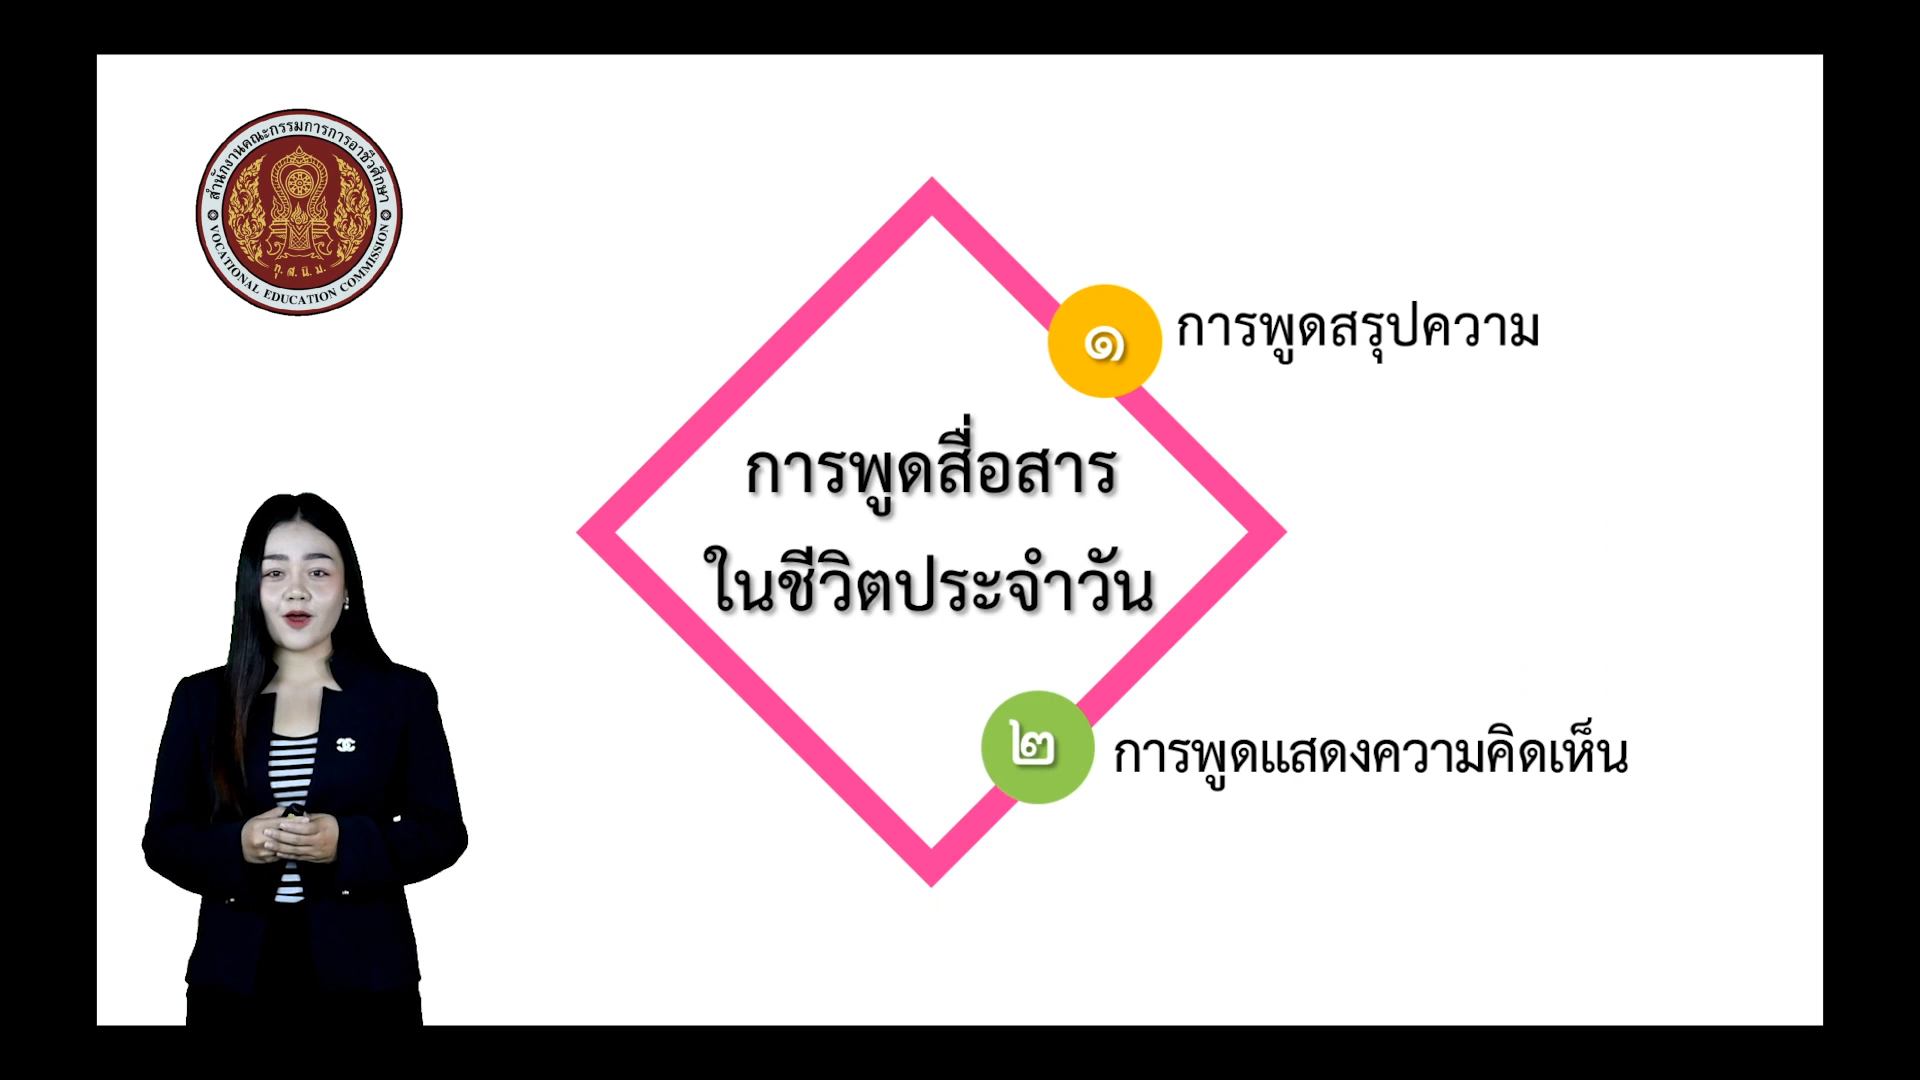 สำนักงานคณะกรรมการการอาชีวศึกษา
ทุ. ส. นิ. ม.
VOCATIONAL EDUCATION COMMISSION
๑ การพูดสรุปความ
การพูดสื่อสาร
ในชีวิตประจำวัน
๒ การพูดแสดงความคิดเห็น